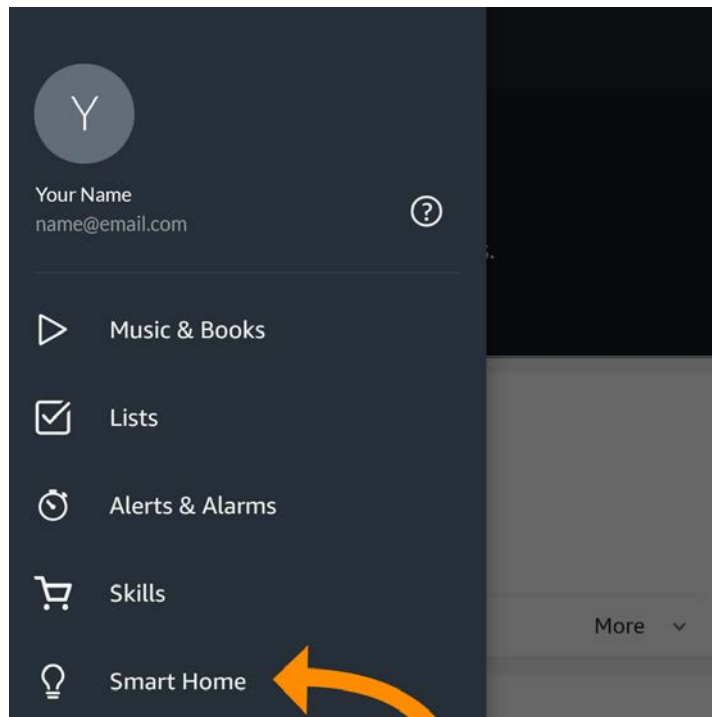 Y
Your Name
name@email.com
?
s.
Music & Books
Lists
Alerts & Alarms
Skills
More
Smart Home